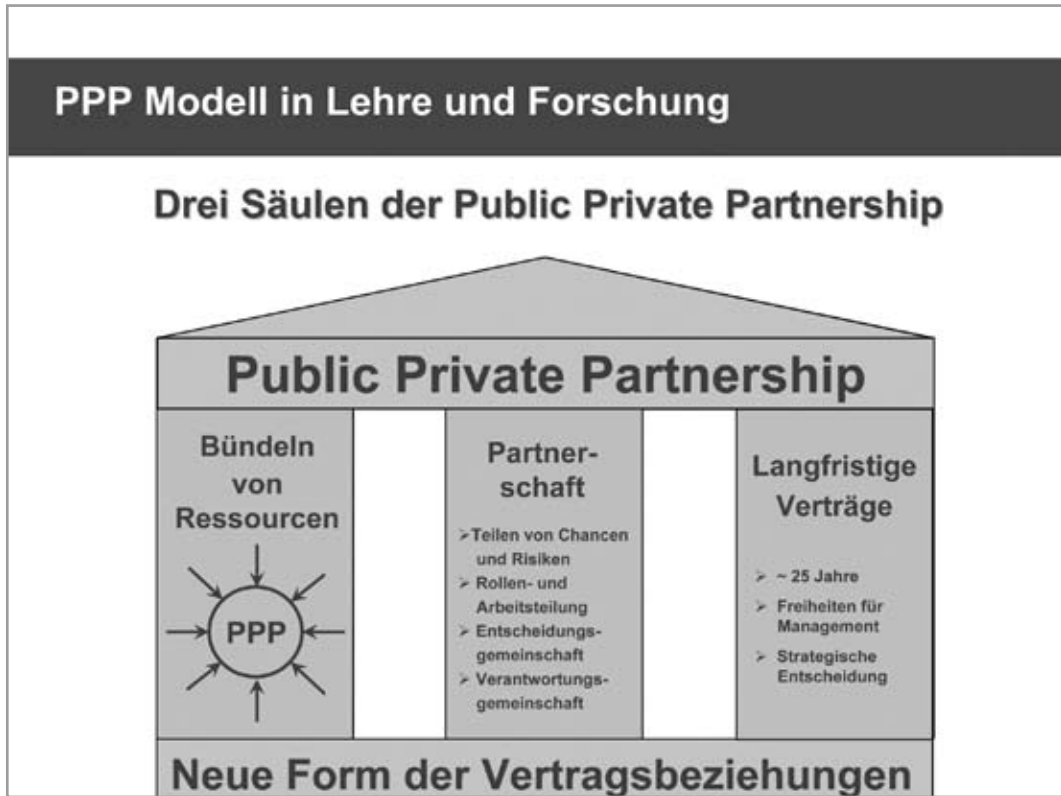 PPP Modell in Lehre und Forschung
Drei Säulen der Public Private Partnership
Public Private Partnership
Bündeln
von
Ressourcen
PPP
Partner-
schaft
➢Teilen von Chancen
und Risiken
➢ Rollen- und
Arbeitsteilung
➢ Entscheidungs-
gemeinschaft
➢ Verantwortungs-
gemeinschaft
Langfristige
Verträge
➢ ~ 25 Jahre
➢ Freiheiten für
Management
➢ Strategische
Entscheidung
Neue Form der Vertragsbeziehungen